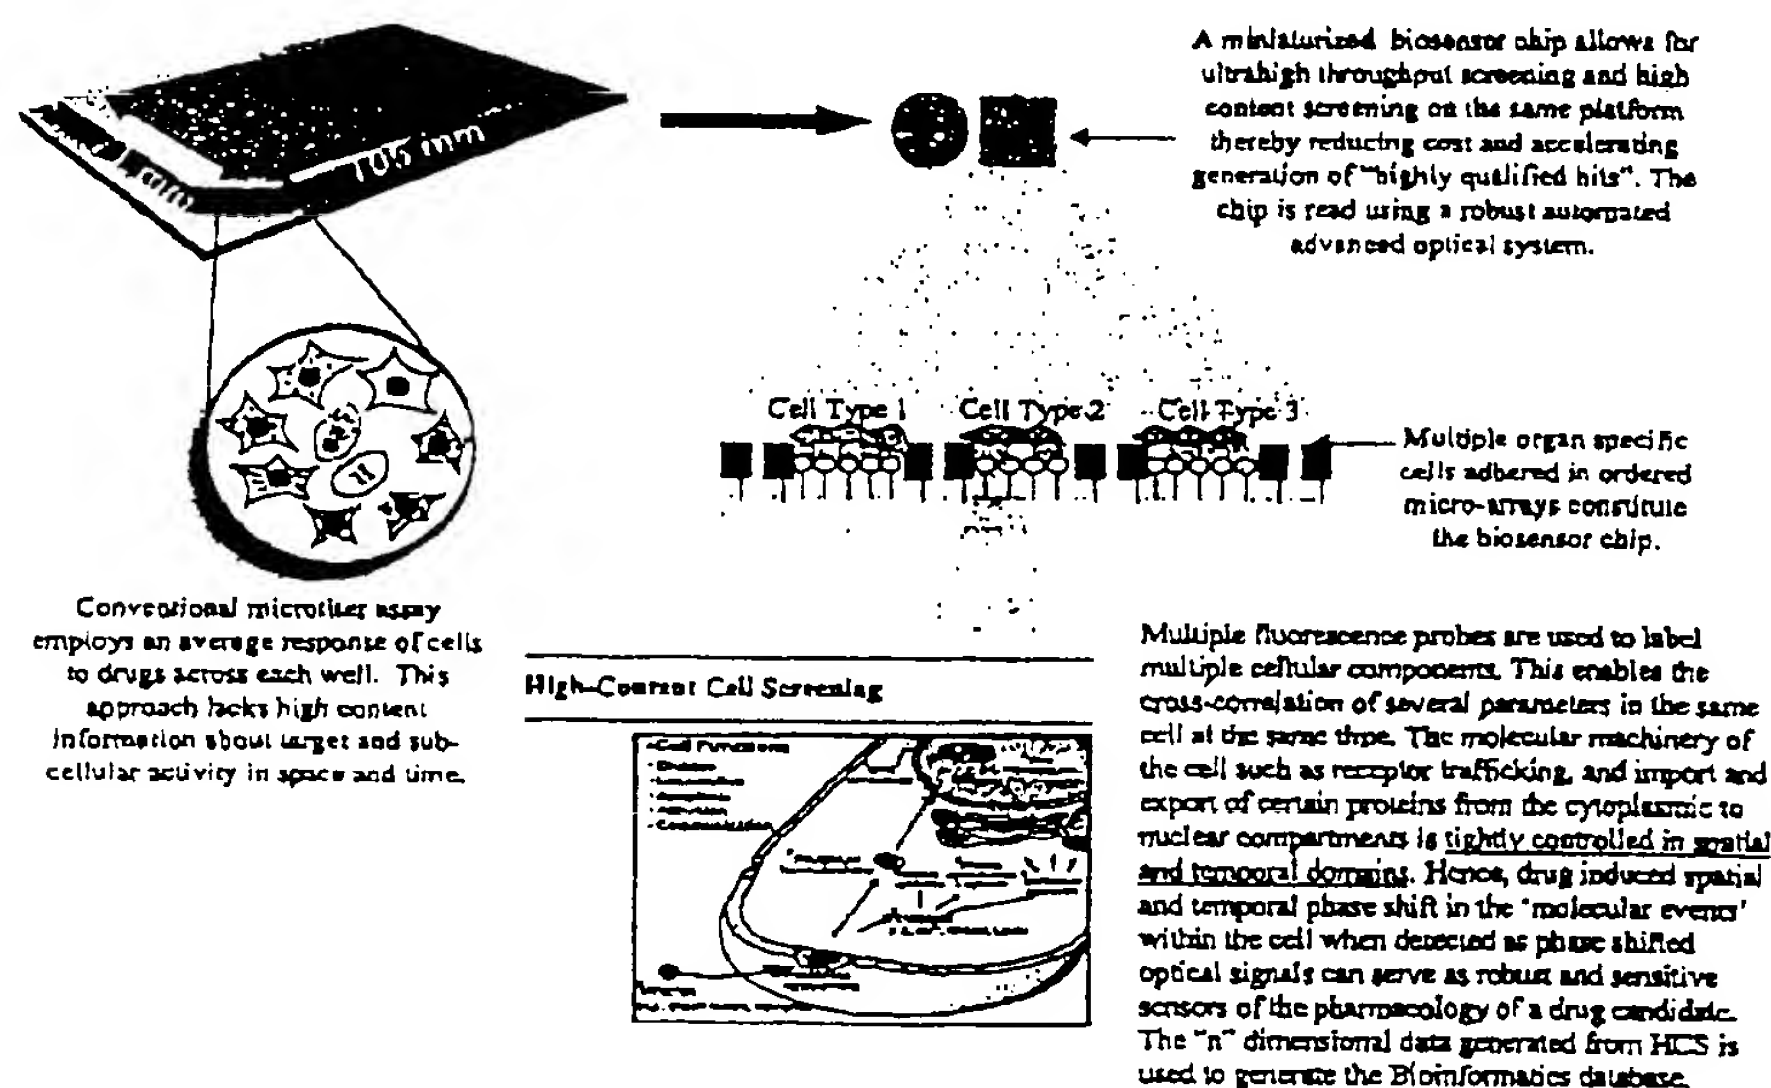 105 mm
A miniaturized biosensor chip allows for
ultrahigh throughput screening and high
content screening on the same platform
thereby reducing cost and accelerating
generation of "highly qualified hits". The
chip is read using a robust automated
advanced optical system.
Cell Type 1
Cell Type 2
Cell Type 3
Multiple organ specific
cells adhered in ordered
micro-arrays constitute
the biosensor chip.
Conventional microtiter assay
employs an average response of cells
to drugs across each well. This
approach lacks high content
information about target and sub-
cellular activity in space and time.
High-Content Cell Screening
-Cell Functions
- Division
- Communication
Multiple fluorescence probes are used to label
multiple cellular components. This enables the
cross-correlation of several parameters in the same
cell at the same time. The molecular machinery of
the cell such as receptor trafficking, and import and
export of certain proteins from the cytoplasmic to
nuclear compartments is tightly controlled in spatial
and temporal domains. Hence, drug induced spatial
and temporal phase shift in the 'molecular events'
within the cell when detected as phase shifted
optical signals can serve as robust and sensitive
sensors of the pharmacology of a drug candidate.
The "n" dimensional data generated from HCS is
used to generate the Bioinformatics database.